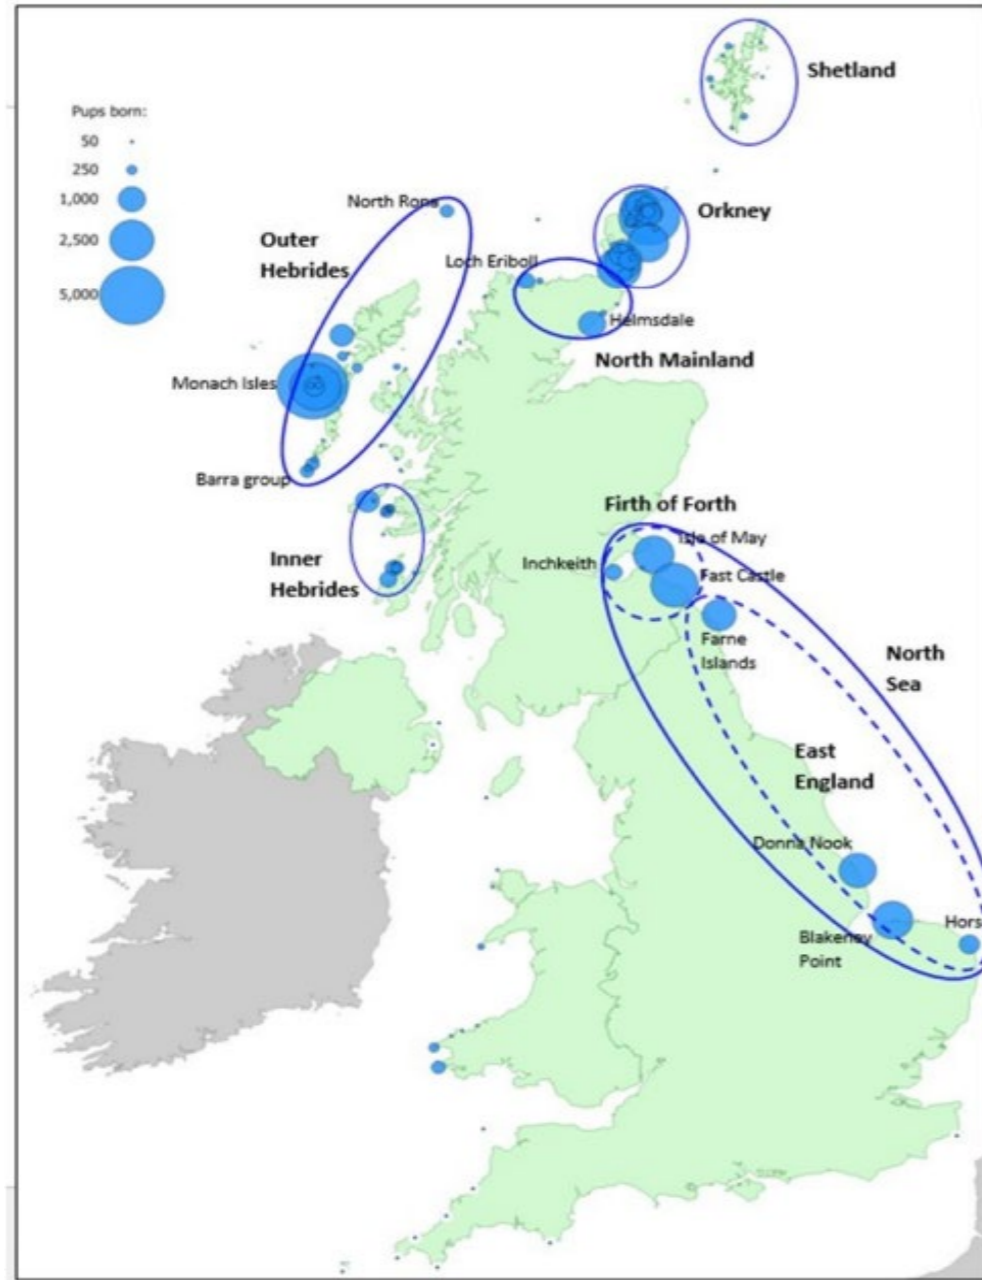 Shetland
Pups born:
50
250
1,000
2,500
5,000
North Rona
Orkney
Outer
Hebrides
Loch Eriboll
Helmsdale
North Mainland
Monach Isles
Barra group
Firth of Forth
Isle of May
Inchkeith
Fast Castle
Inner
Hebrides
Farne
Islands
North
Sea
East
England
Donna Nook
Hors
Blakeney
Point